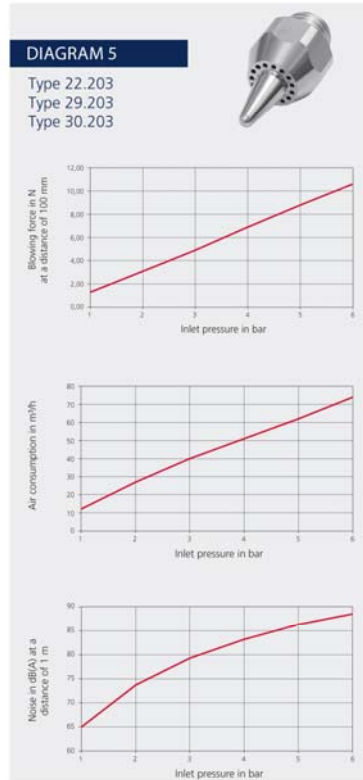 DIAGRAM 5
Type 22.203
Type 29.203
Type 30.203
Blowing force in N
at a distance of 100 mm
12,00
10,00
8,00
6,00
4,00
2,00
0,00
1 2 3 4 5 6
Inlet pressure in bar
Air consumption in m³/h
80
70
60
50
40
30
20
10
0
1 2 3 4 5 6
Inlet pressure in bar
Noise in dB(A) at a
distance of 1 m
90
85
80
75
70
65
60
1 2 3 4 5 6
Inlet pressure in bar